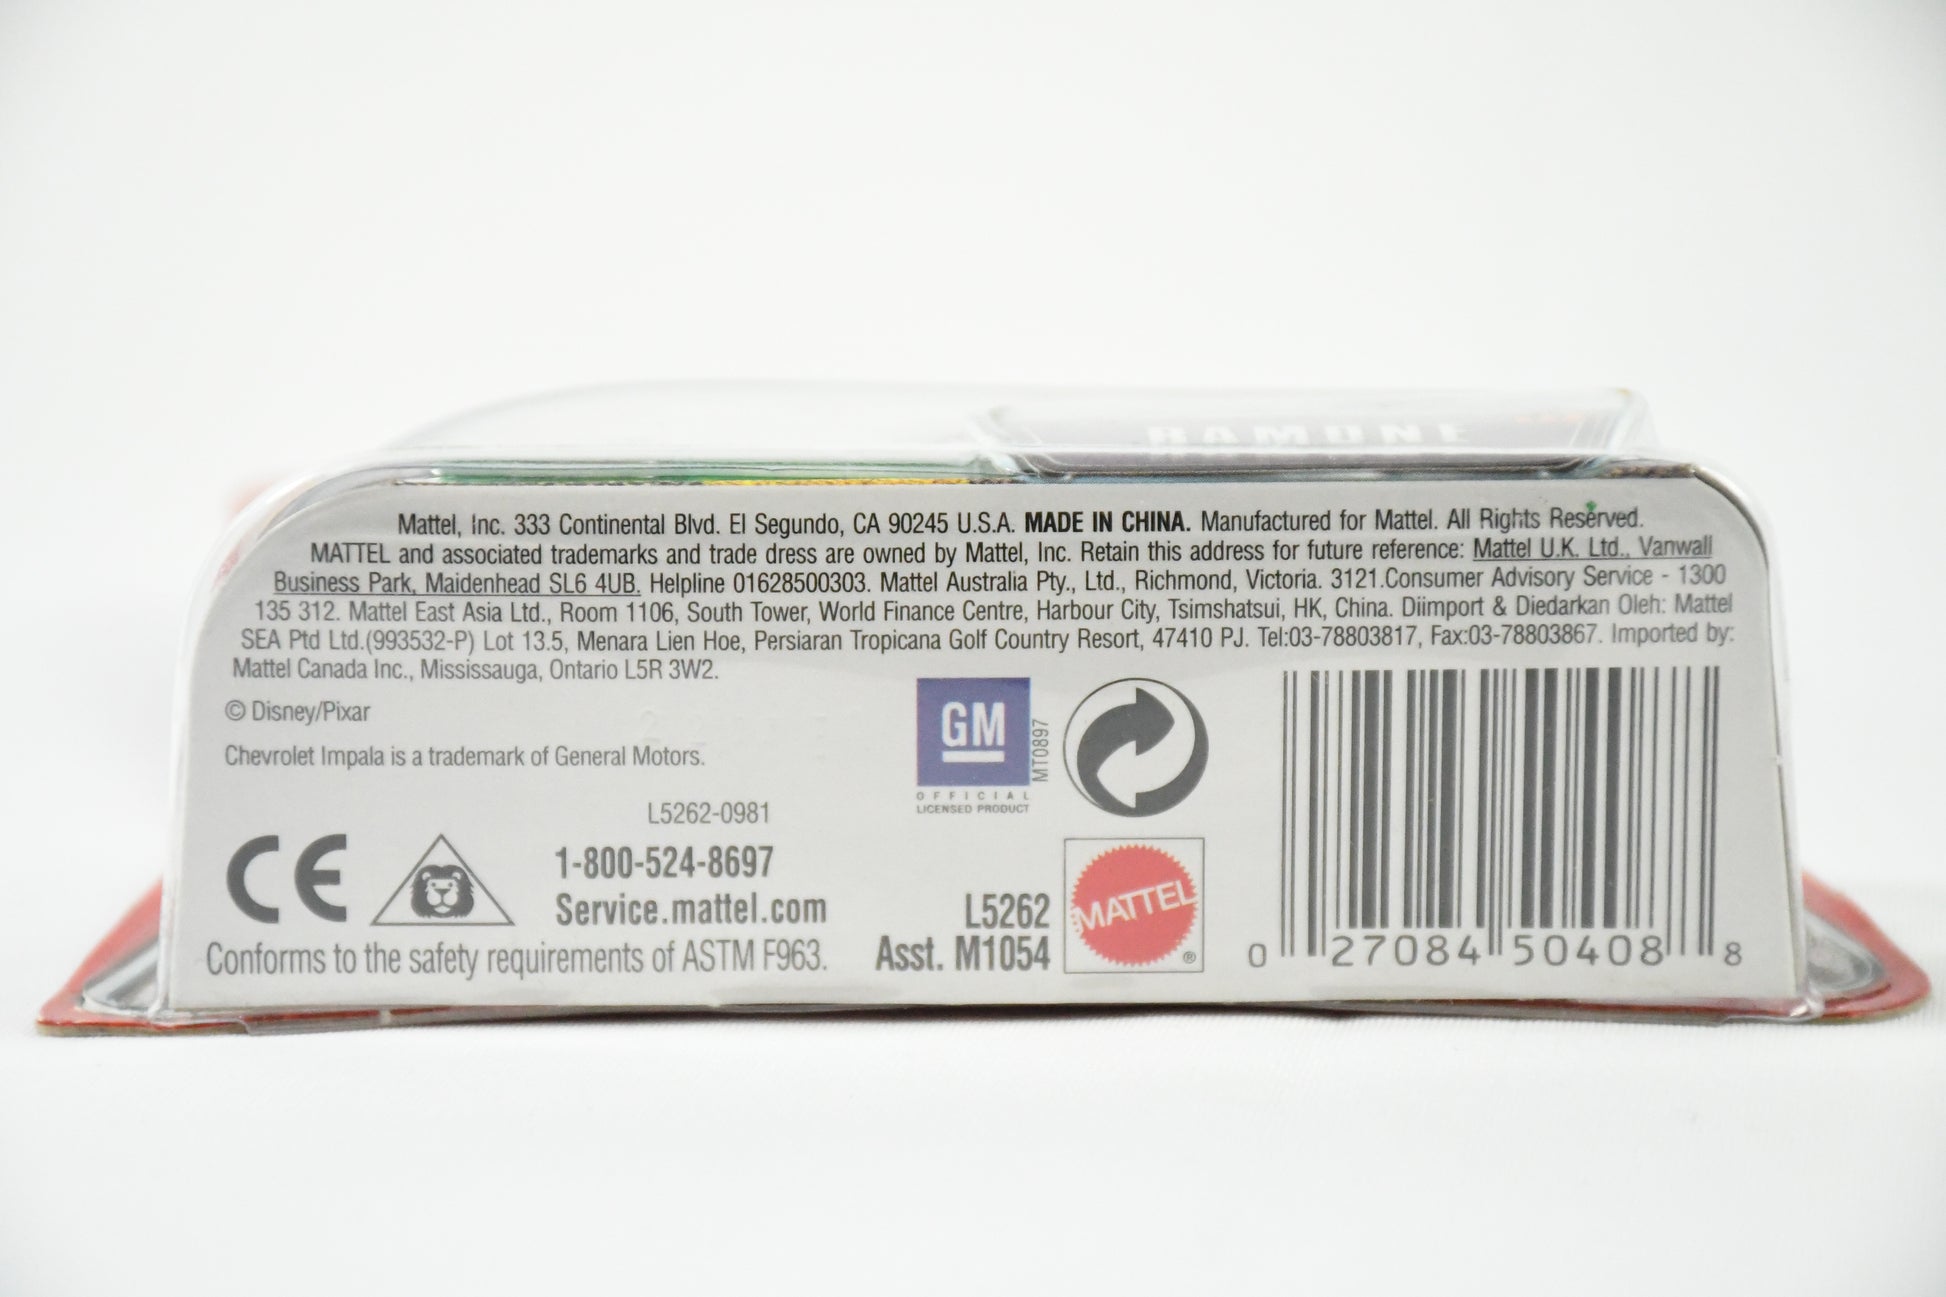 RAMONE
Mattel, Inc. 333 Continental Blvd. El Segundo, CA 90245 U.S.A. MADE IN CHINA. Manufactured for Mattel. All Rights Reserved.
MATTEL and associated trademarks and trade dress are owned by Mattel, Inc. Retain this address for future reference: Mattel U.K. Ltd., Vanwall
Business Park, Maidenhead SL6 4UB. Helpline 01628500303. Mattel Australia Pty., Ltd., Richmond, Victoria. 3121.Consumer Advisory Service - 1300
135 312. Mattel East Asia Ltd., Room 1106, South Tower, World Finance Centre, Harbour City, Tsimshatsui, HK, China. Diimport & Diedarkan Oleh: Mattel
SEA Ptd Ltd.(993532-P) Lot 13.5, Menara Lien Hoe, Persiaran Tropicana Golf Country Resort, 47410 PJ. Tel:03-78803817, Fax:03-78803867. Imported by:
Mattel Canada Inc., Mississauga, Ontario L5R 3W2.
© Disney/Pixar
Chevrolet Impala is a trademark of General Motors.
L5262-0981
GM
MT0897
OFFICIAL
LICENSED PRODUCT
CE
1-800-524-8697
Service.mattel.com
Conforms to the safety requirements of ASTM F963.
L5262
Asst. M1054
MATTEL
®
0 27084 50408 8